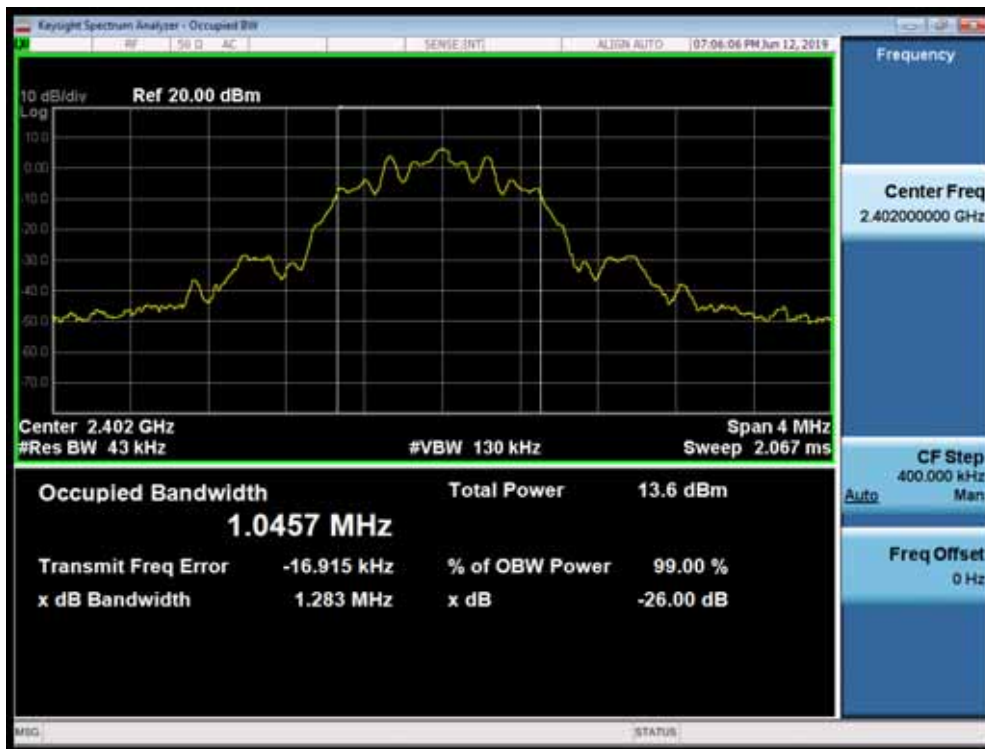 Keysight Spectrum Analyzer - Occupied BW
LXI RF 50 Ω AC SENSE:INT ALIGN AUTO 07:06:06 PM Jun 12, 2019
Frequency
10 dB/div Ref 20.00 dBm
Log
10.0
0.00
-10.0
-20.0
-30.0
-40.0
-50.0
-60.0
-70.0
Center 2.402 GHz Span 4 MHz
#Res BW 43 kHz #VBW 130 kHz Sweep 2.067 ms
Occupied Bandwidth Total Power 13.6 dBm
1.0457 MHz
Transmit Freq Error -16.915 kHz % of OBW Power 99.00 %
x dB Bandwidth 1.283 MHz x dB -26.00 dB
Center Freq
2.402000000 GHz
CF Step
400.000 kHz
Auto Man
Freq Offset
0 Hz
MSG STATUS